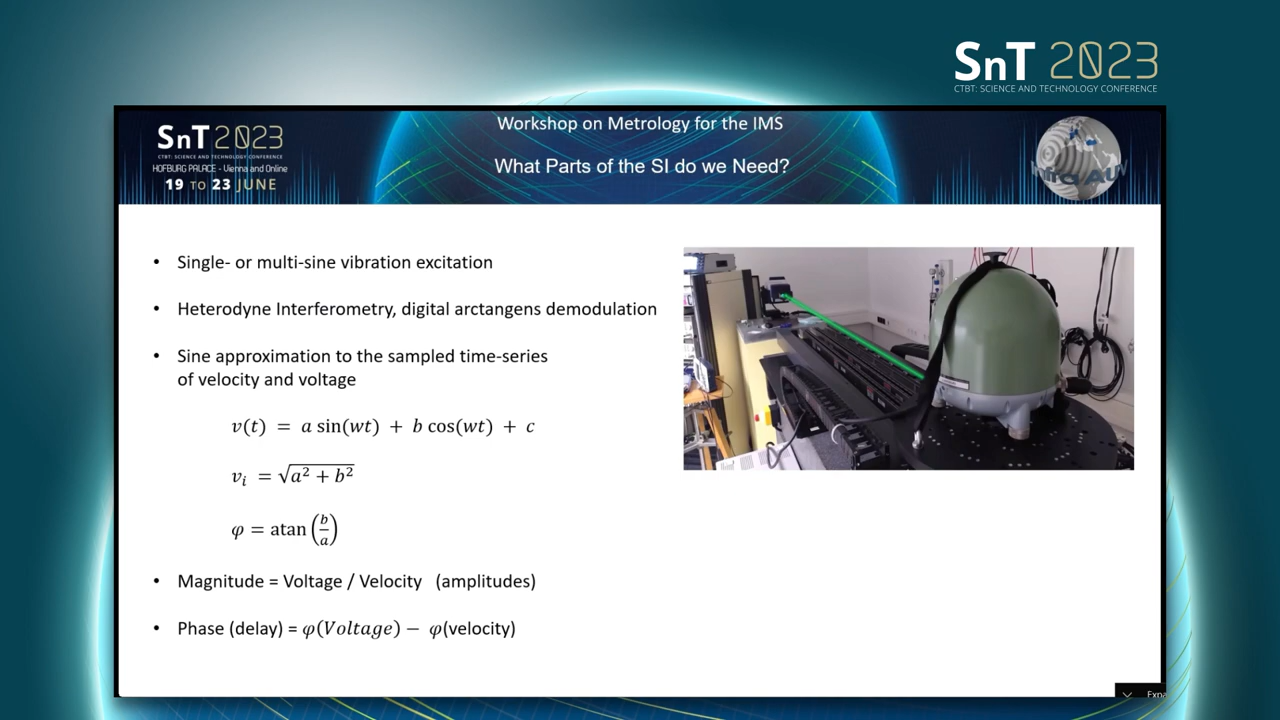 SnT 2023
CTBT: SCIENCE AND TECHNOLOGY CONFERENCE
SnT 2023
CTBT: SCIENCE AND TECHNOLOGY CONFERENCE
HOFBURG PALACE - Vienna and Online
19 TO 23 JUNE
Workshop on Metrology for the IMS
What Parts of the SI do we Need?
Infra AUV
• Single- or multi-sine vibration excitation
• Heterodyne Interferometry, digital arctangens demodulation
• Sine approximation to the sampled time-series
of velocity and voltage
v(t) = a sin(wt) + b cos(wt) + c
vᵢ = √(a² + b²)
φ = atan (b/a)
• Magnitude = Voltage / Velocity (amplitudes)
• Phase (delay) = φ(Voltage) − φ(velocity)